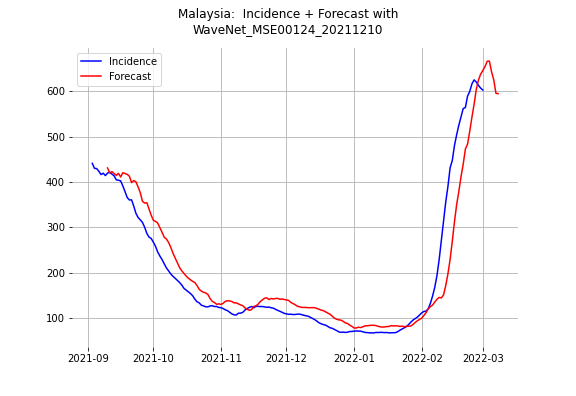 Malaysia:  Incidence + Forecast with
WaveNet_MSE00124_20211210
Incidence
Forecast
600
500
400
300
200
100
2021-09 2021-10 2021-11 2021-12 2022-01 2022-02 2022-03